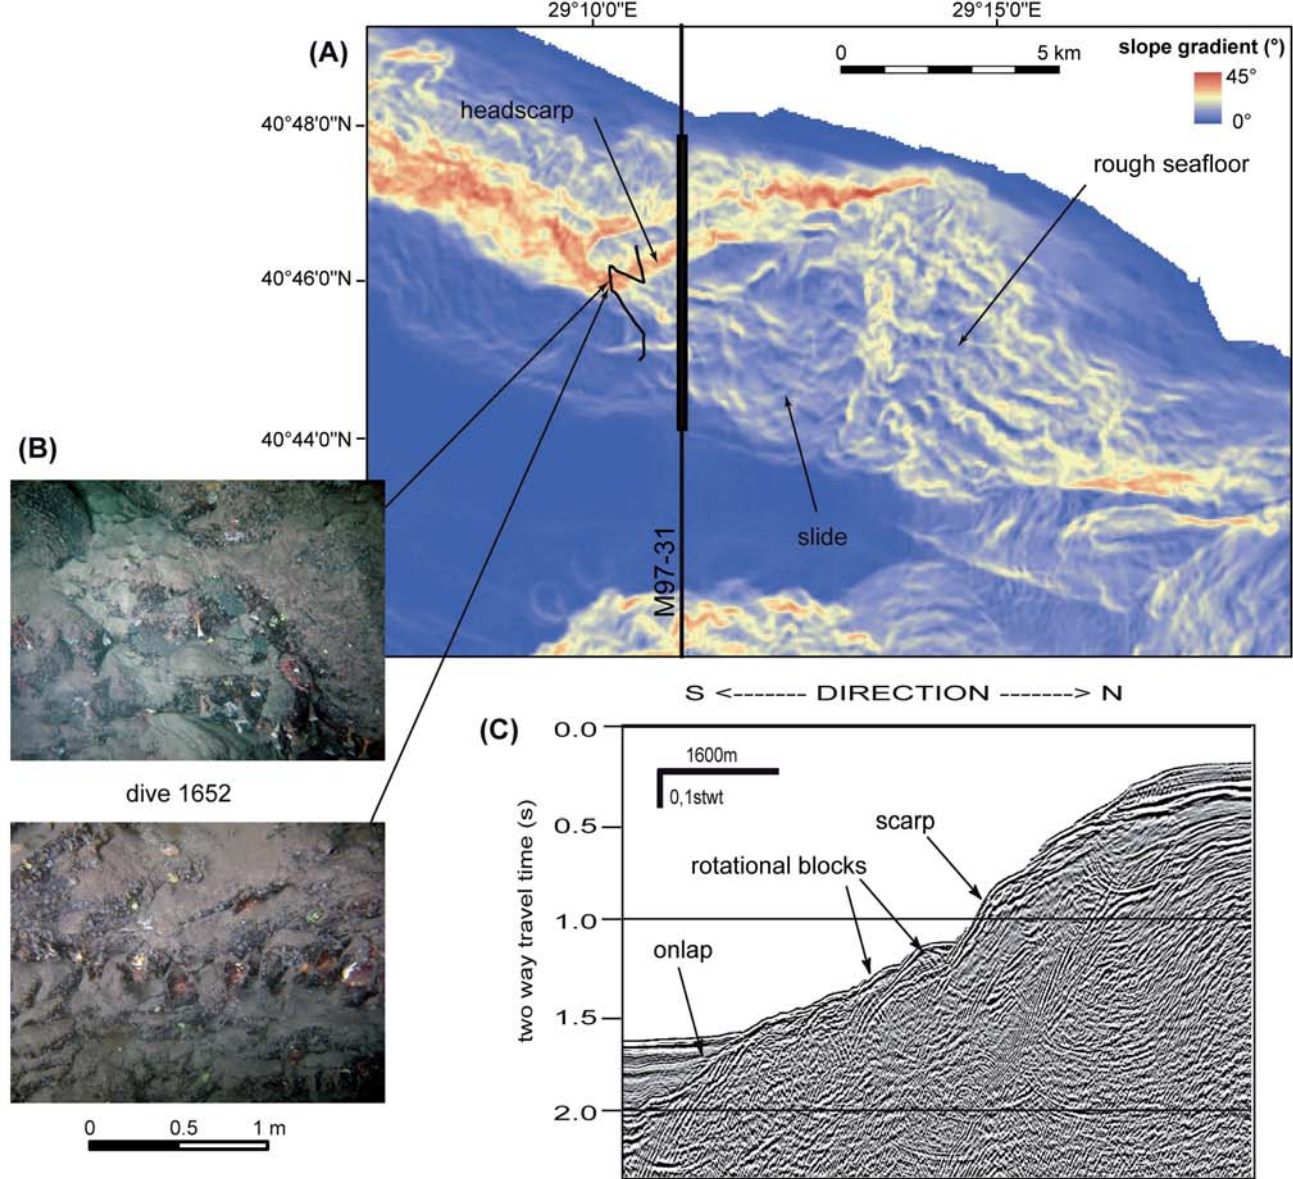 29°10'0"E
29°15'0"E
(A)
0
5 km
slope gradient (°)
45°
0°
headscarp
40°48'0"N
rough seafloor
40°46'0"N
40°44'0"N
(B)
slide
M97-31
S <------- DIRECTION -------> N
(C)
0.0
1600m
0,1stwt
dive 1652
two way travel time (s)
scarp
0.5
rotational blocks
1.0
onlap
1.5
2.0
0
0.5
1 m